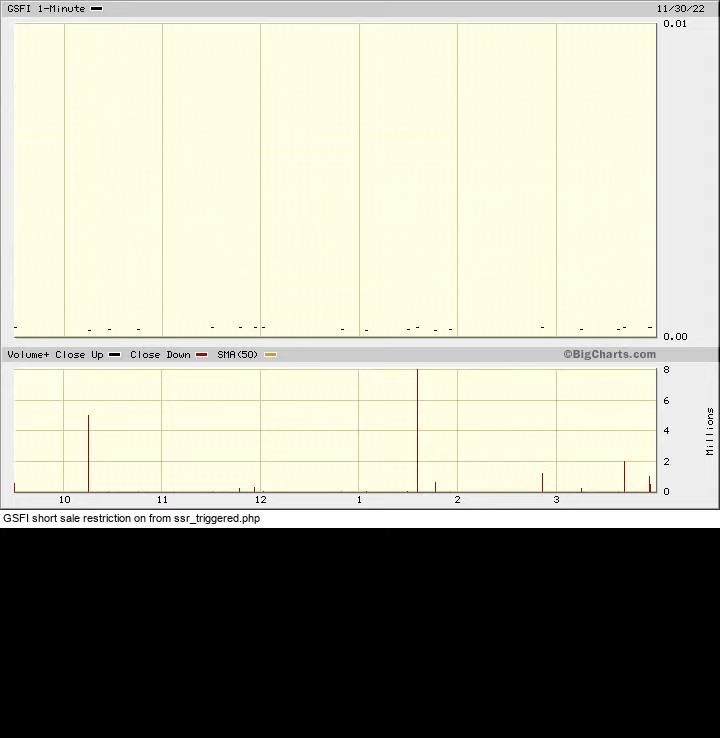 GSFI 1-Minute 11/30/22
0.01
0.00
Volume+ Close Up Close Down SMA(50) ©BigCharts.com
8
6
4
2
0
Millions
10 11 12 1 2 3
GSFI short sale restriction on from ssr_triggered.php